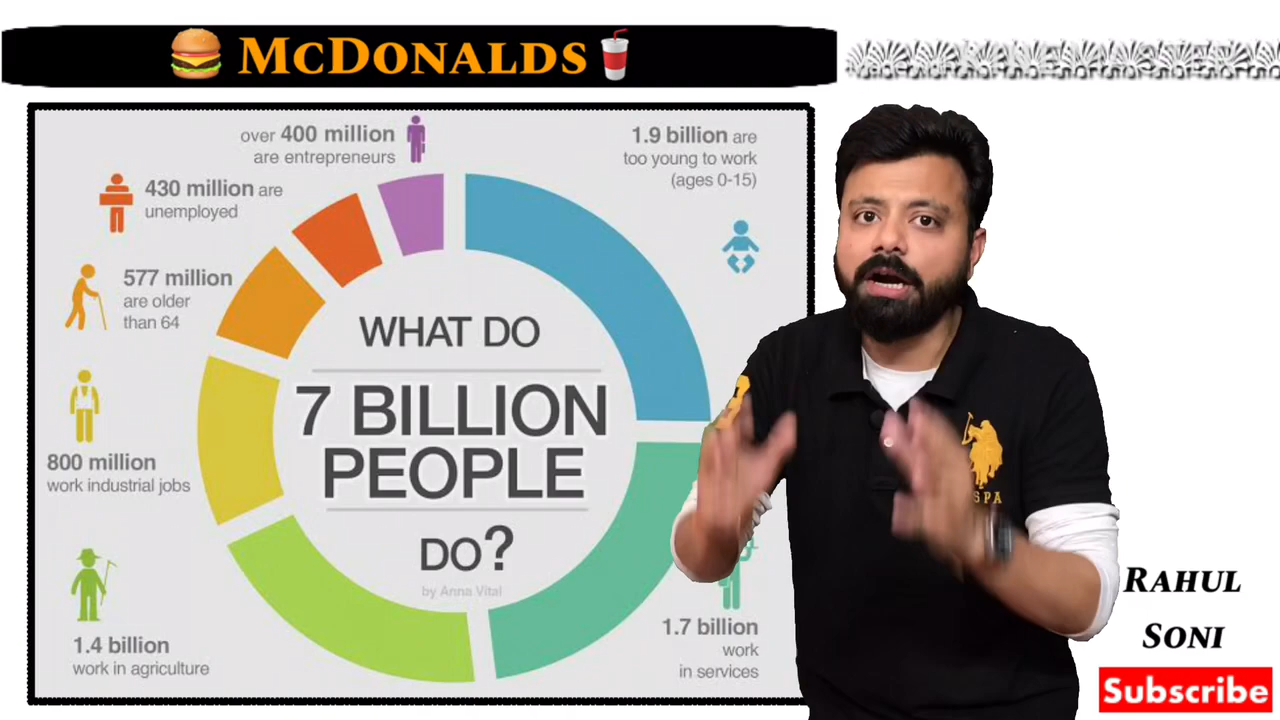 McDonalds
over 400 million
are entrepreneurs
1.9 billion are
too young to work
(ages 0-15)
430 million are
unemployed
577 million
are older
than 64
WHAT DO
7 BILLION
PEOPLE
DO?
by Anna Vital
800 million
work industrial jobs
1.4 billion
work in agriculture
1.7 billion
work
in services
SPA
Rahul
Soni
Subscribe